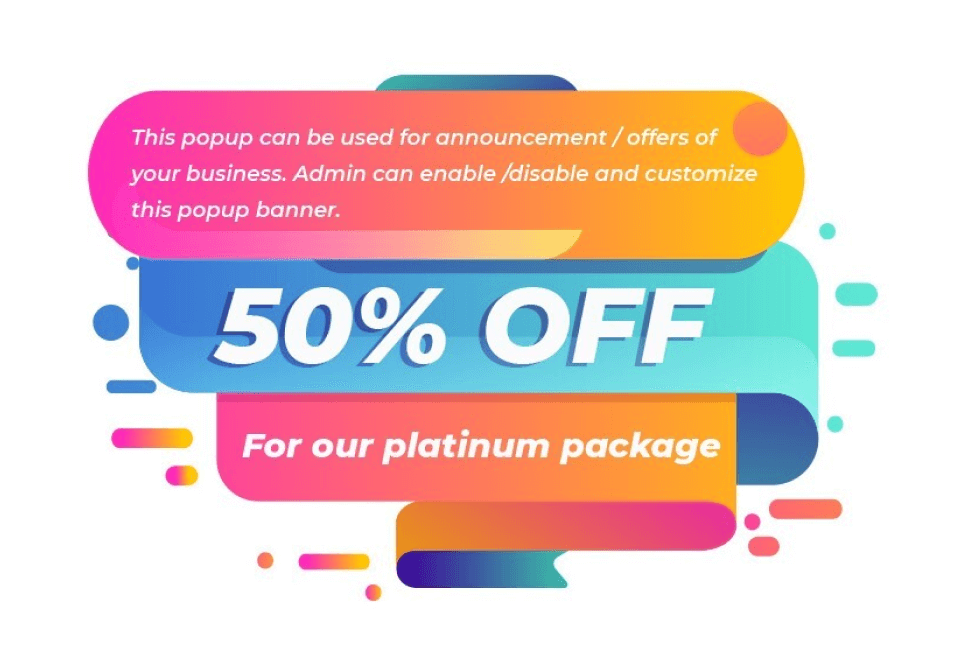 This popup can be used for announcement / offers of
your business. Admin can enable /disable and customize
this popup banner.
50% OFF
For our platinum package